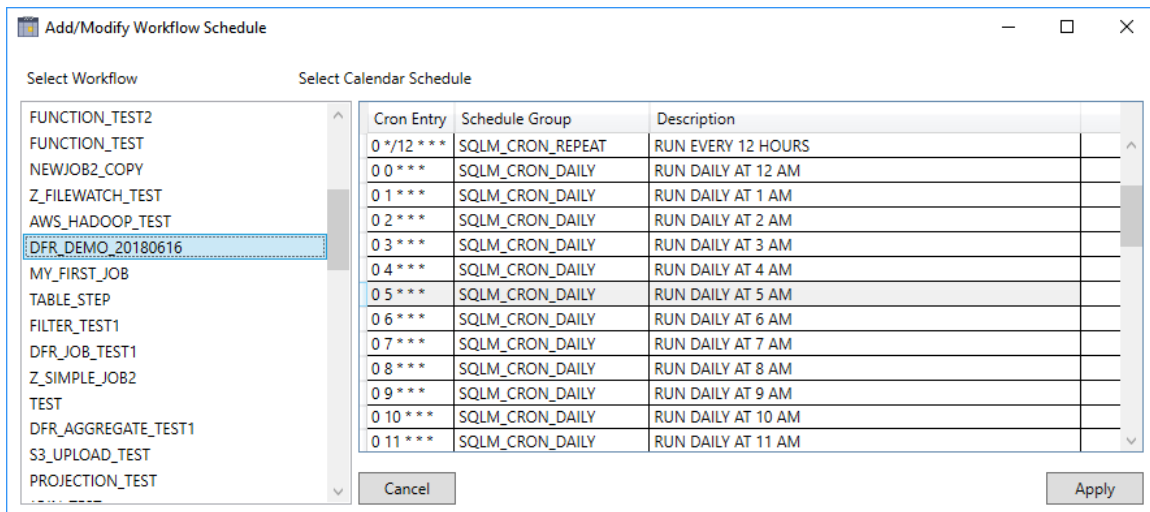 Add/Modify Workflow Schedule
Select Workflow Select Calendar Schedule
FUNCTION_TEST2
FUNCTION_TEST
NEWJOB2_COPY
Z_FILEWATCH_TEST
AWS_HADOOP_TEST
DFR_DEMO_20180616
MY_FIRST_JOB
TABLE_STEP
FILTER_TEST1
DFR_JOB_TEST1
Z_SIMPLE_JOB2
TEST
DFR_AGGREGATE_TEST1
S3_UPLOAD_TEST
PROJECTION_TEST
Cron Entry Schedule Group Description
0 */12 * * * SQLM_CRON_REPEAT RUN EVERY 12 HOURS
0 0 * * * SQLM_CRON_DAILY RUN DAILY AT 12 AM
0 1 * * * SQLM_CRON_DAILY RUN DAILY AT 1 AM
0 2 * * * SQLM_CRON_DAILY RUN DAILY AT 2 AM
0 3 * * * SQLM_CRON_DAILY RUN DAILY AT 3 AM
0 4 * * * SQLM_CRON_DAILY RUN DAILY AT 4 AM
0 5 * * * SQLM_CRON_DAILY RUN DAILY AT 5 AM
0 6 * * * SQLM_CRON_DAILY RUN DAILY AT 6 AM
0 7 * * * SQLM_CRON_DAILY RUN DAILY AT 7 AM
0 8 * * * SQLM_CRON_DAILY RUN DAILY AT 8 AM
0 9 * * * SQLM_CRON_DAILY RUN DAILY AT 9 AM
0 10 * * * SQLM_CRON_DAILY RUN DAILY AT 10 AM
0 11 * * * SQLM_CRON_DAILY RUN DAILY AT 11 AM
Cancel Apply